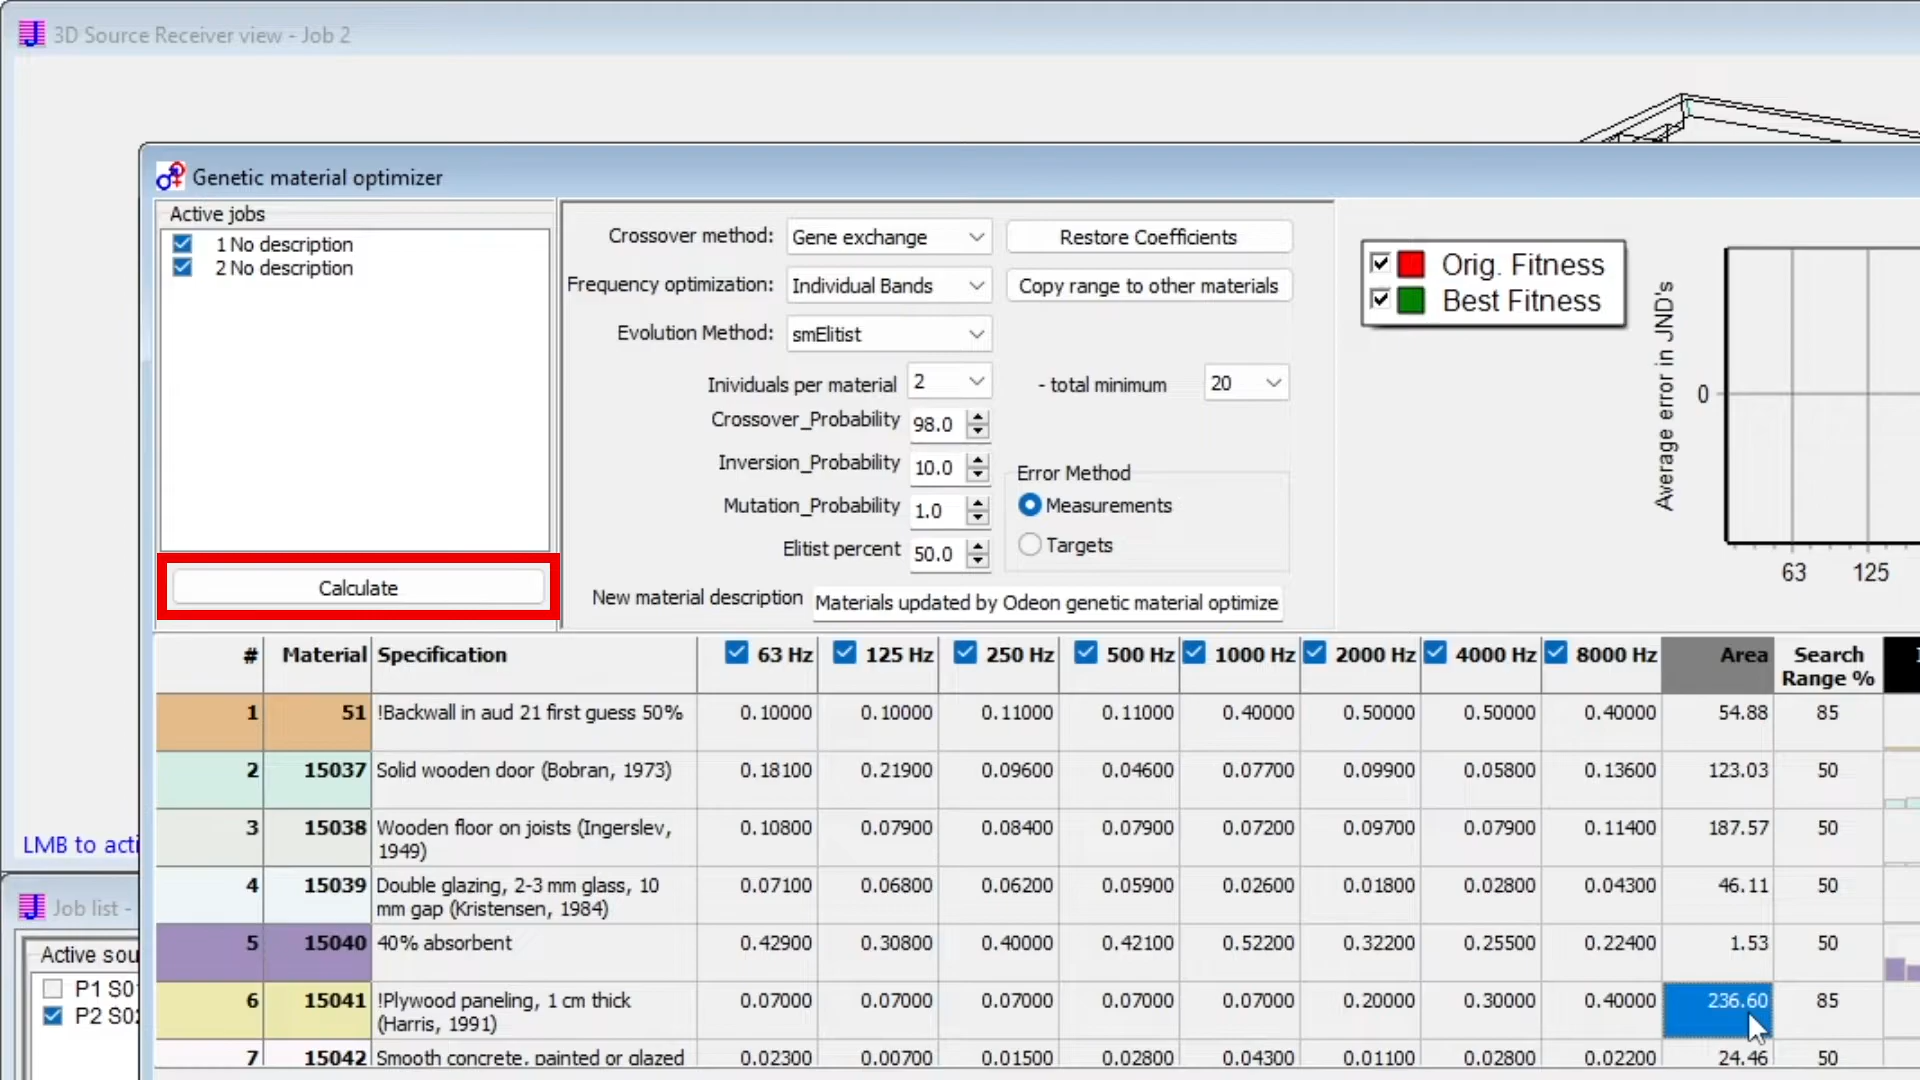 3D Source Receiver view - Job 2
Genetic material optimizer
Active jobs
1 No description
2 No description
Calculate
Crossover method: Gene exchange
Restore Coefficients
Frequency optimization: Individual Bands
Copy range to other materials
Evolution Method: smElitist
Inividuals per material 2
- total minimum 20
Crossover_Probability 98.0
Inversion_Probability 10.0
Mutation_Probability 1.0
Elitist percent 50.0
Error Method
Measurements
Targets
New material description Materials updated by Odeon genetic material optimize
Orig. Fitness
Best Fitness
Average error in JND's
0
63 125
# Material Specification 63 Hz 125 Hz 250 Hz 500 Hz 1000 Hz 2000 Hz 4000 Hz 8000 Hz Area Search
Range %
1 51 !Backwall in aud 21 first guess 50% 0.10000 0.10000 0.11000 0.11000 0.40000 0.50000 0.50000 0.40000 54.88 85
2 15037 Solid wooden door (Bobran, 1973) 0.18100 0.21900 0.09600 0.04600 0.07700 0.09900 0.05800 0.13600 123.03 50
3 15038 Wooden floor on joists (Ingerslev, 0.10800 0.07900 0.08400 0.07900 0.07200 0.09700 0.07900 0.11400 187.57 50
1949)
4 15039 Double glazing, 2-3 mm glass, 10 0.07100 0.06800 0.06200 0.05900 0.02600 0.01800 0.02800 0.04300 46.11 50
mm gap (Kristensen, 1984)
5 15040 40% absorbent 0.42900 0.30800 0.40000 0.42100 0.52200 0.32200 0.25500 0.22400 1.53 50
6 15041 !Plywood paneling, 1 cm thick 0.07000 0.07000 0.07000 0.07000 0.07000 0.20000 0.30000 0.40000 236.60 85
(Harris, 1991)
7 15042 Smooth concrete, painted or glazed 0.02300 0.00700 0.01500 0.02800 0.04300 0.01100 0.02800 0.02200 24.46 50
LMB to acti
Job list -
Active sou
P1 S0
P2 S02